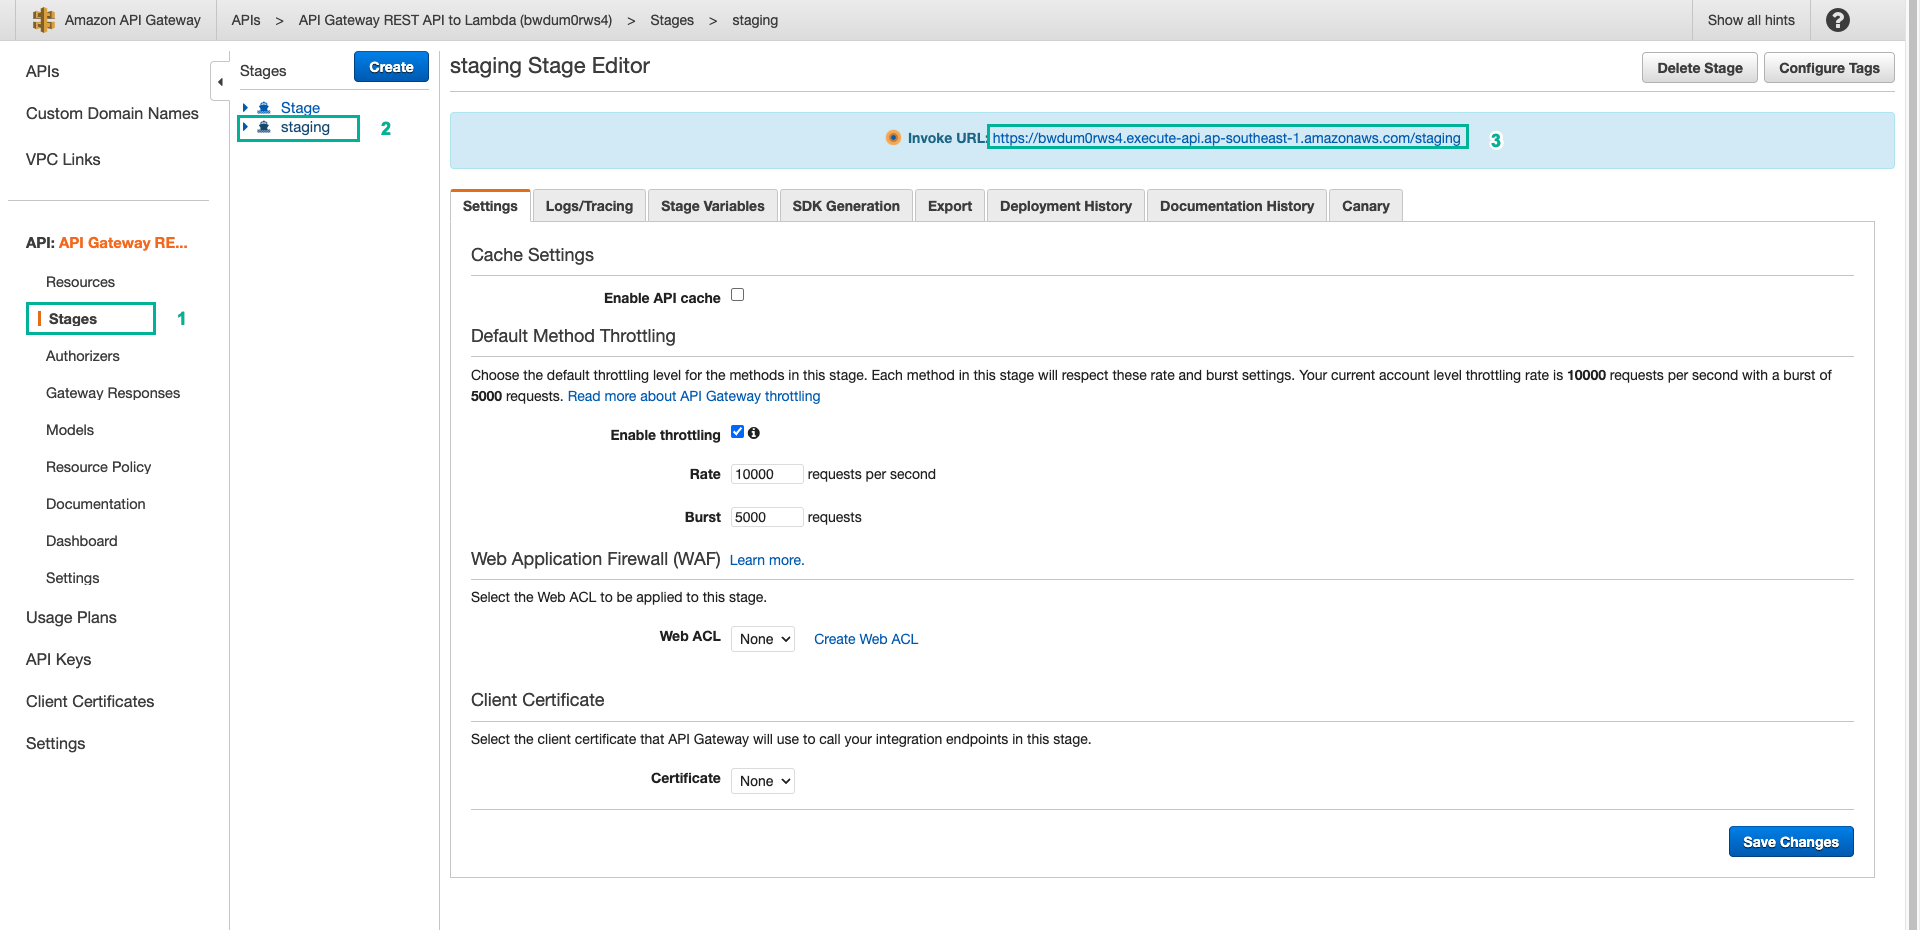 Amazon API Gateway
APIs > API Gateway REST API to Lambda (bwdum0rws4) > Stages > staging
Show all hints
?
APIs
Custom Domain Names
VPC Links
API: API Gateway RE...
Resources
Stages
1
Authorizers
Gateway Responses
Models
Resource Policy
Documentation
Dashboard
Settings
Usage Plans
API Keys
Client Certificates
Settings
Stages
Create
Stage
staging
2
staging Stage Editor
Delete Stage
Configure Tags
Invoke URL: https://bwdum0rws4.execute-api.ap-southeast-1.amazonaws.com/staging
3
Settings
Logs/Tracing
Stage Variables
SDK Generation
Export
Deployment History
Documentation History
Canary
Cache Settings
Enable API cache
Default Method Throttling
Choose the default throttling level for the methods in this stage. Each method in this stage will respect these rate and burst settings. Your current account level throttling rate is 10000 requests per second with a burst of
5000 requests. Read more about API Gateway throttling
Enable throttling
Rate 10000 requests per second
Burst 5000 requests
Web Application Firewall (WAF) Learn more.
Select the Web ACL to be applied to this stage.
Web ACL None Create Web ACL
Client Certificate
Select the client certificate that API Gateway will use to call your integration endpoints in this stage.
Certificate None
Save Changes